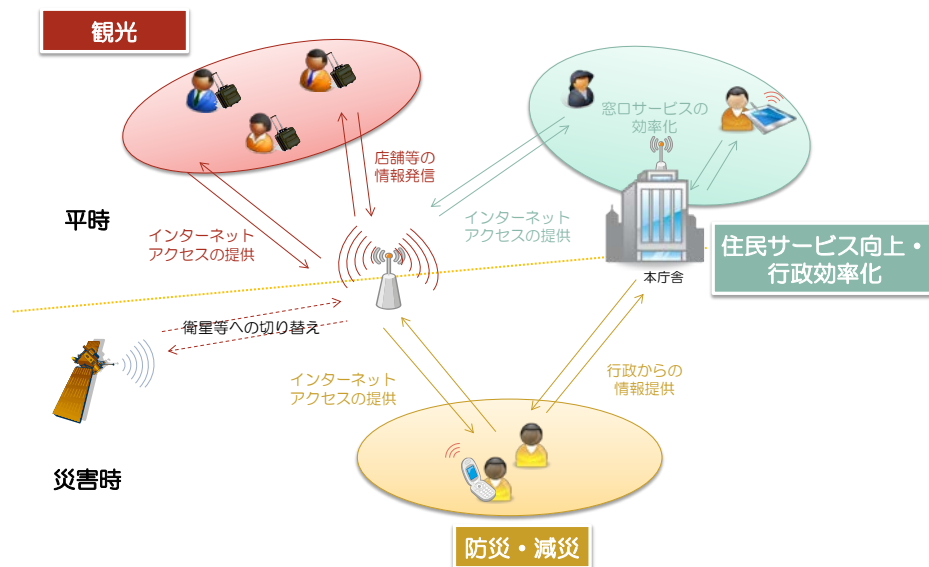 観光
窓口サービスの
効率化
店舗等の
情報発信
平時
インターネット
アクセスの提供
インターネット
アクセスの提供
住民サービス向上・
行政効率化
本庁舎
衛星等への切り替え
インターネット
アクセスの提供
行政からの
情報提供
災害時
防災・減災